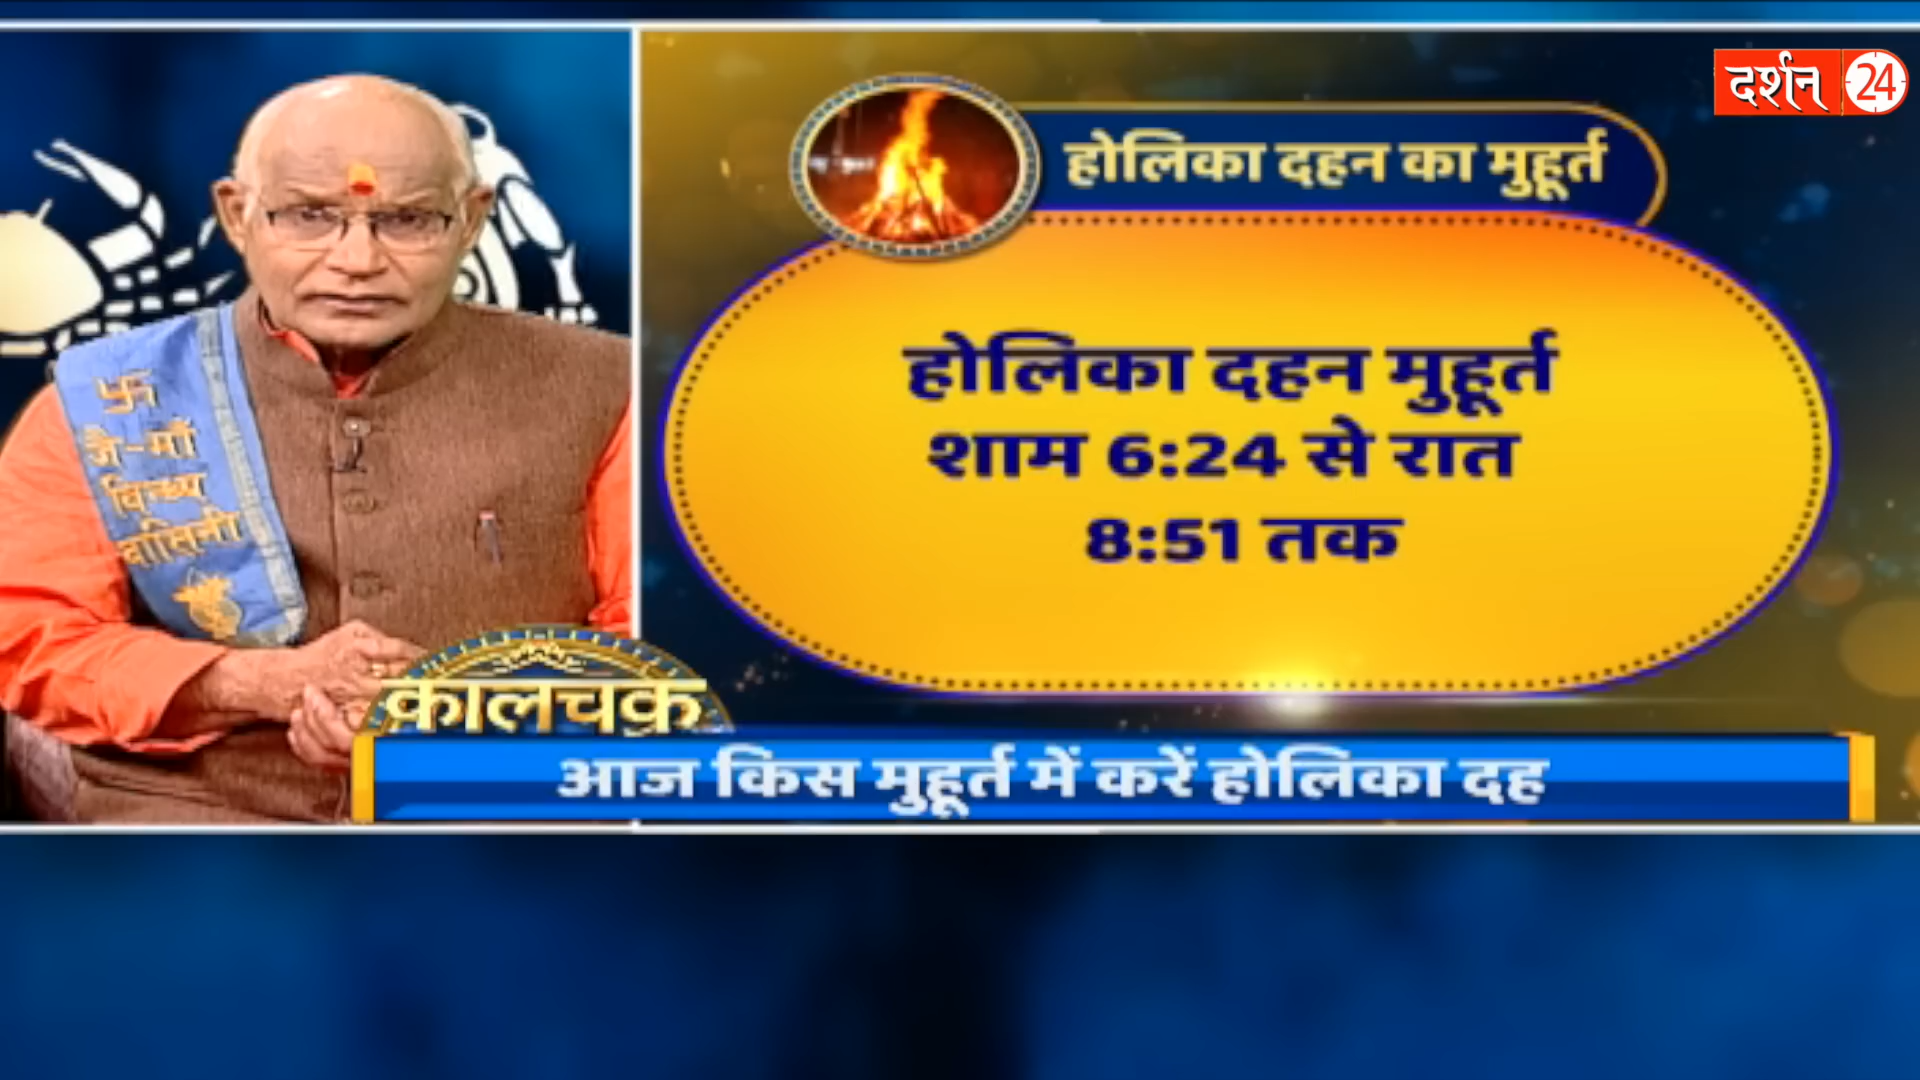 दर्शन 24
होलिका दहन का मुहूर्त
होलिका दहन मुहूर्त
शाम 6:24 से रात
8:51 तक
जै-माँ
विन्ध्य
वासिनी
कालचक्र
आज किस मुहूर्त में करें होलिका दह